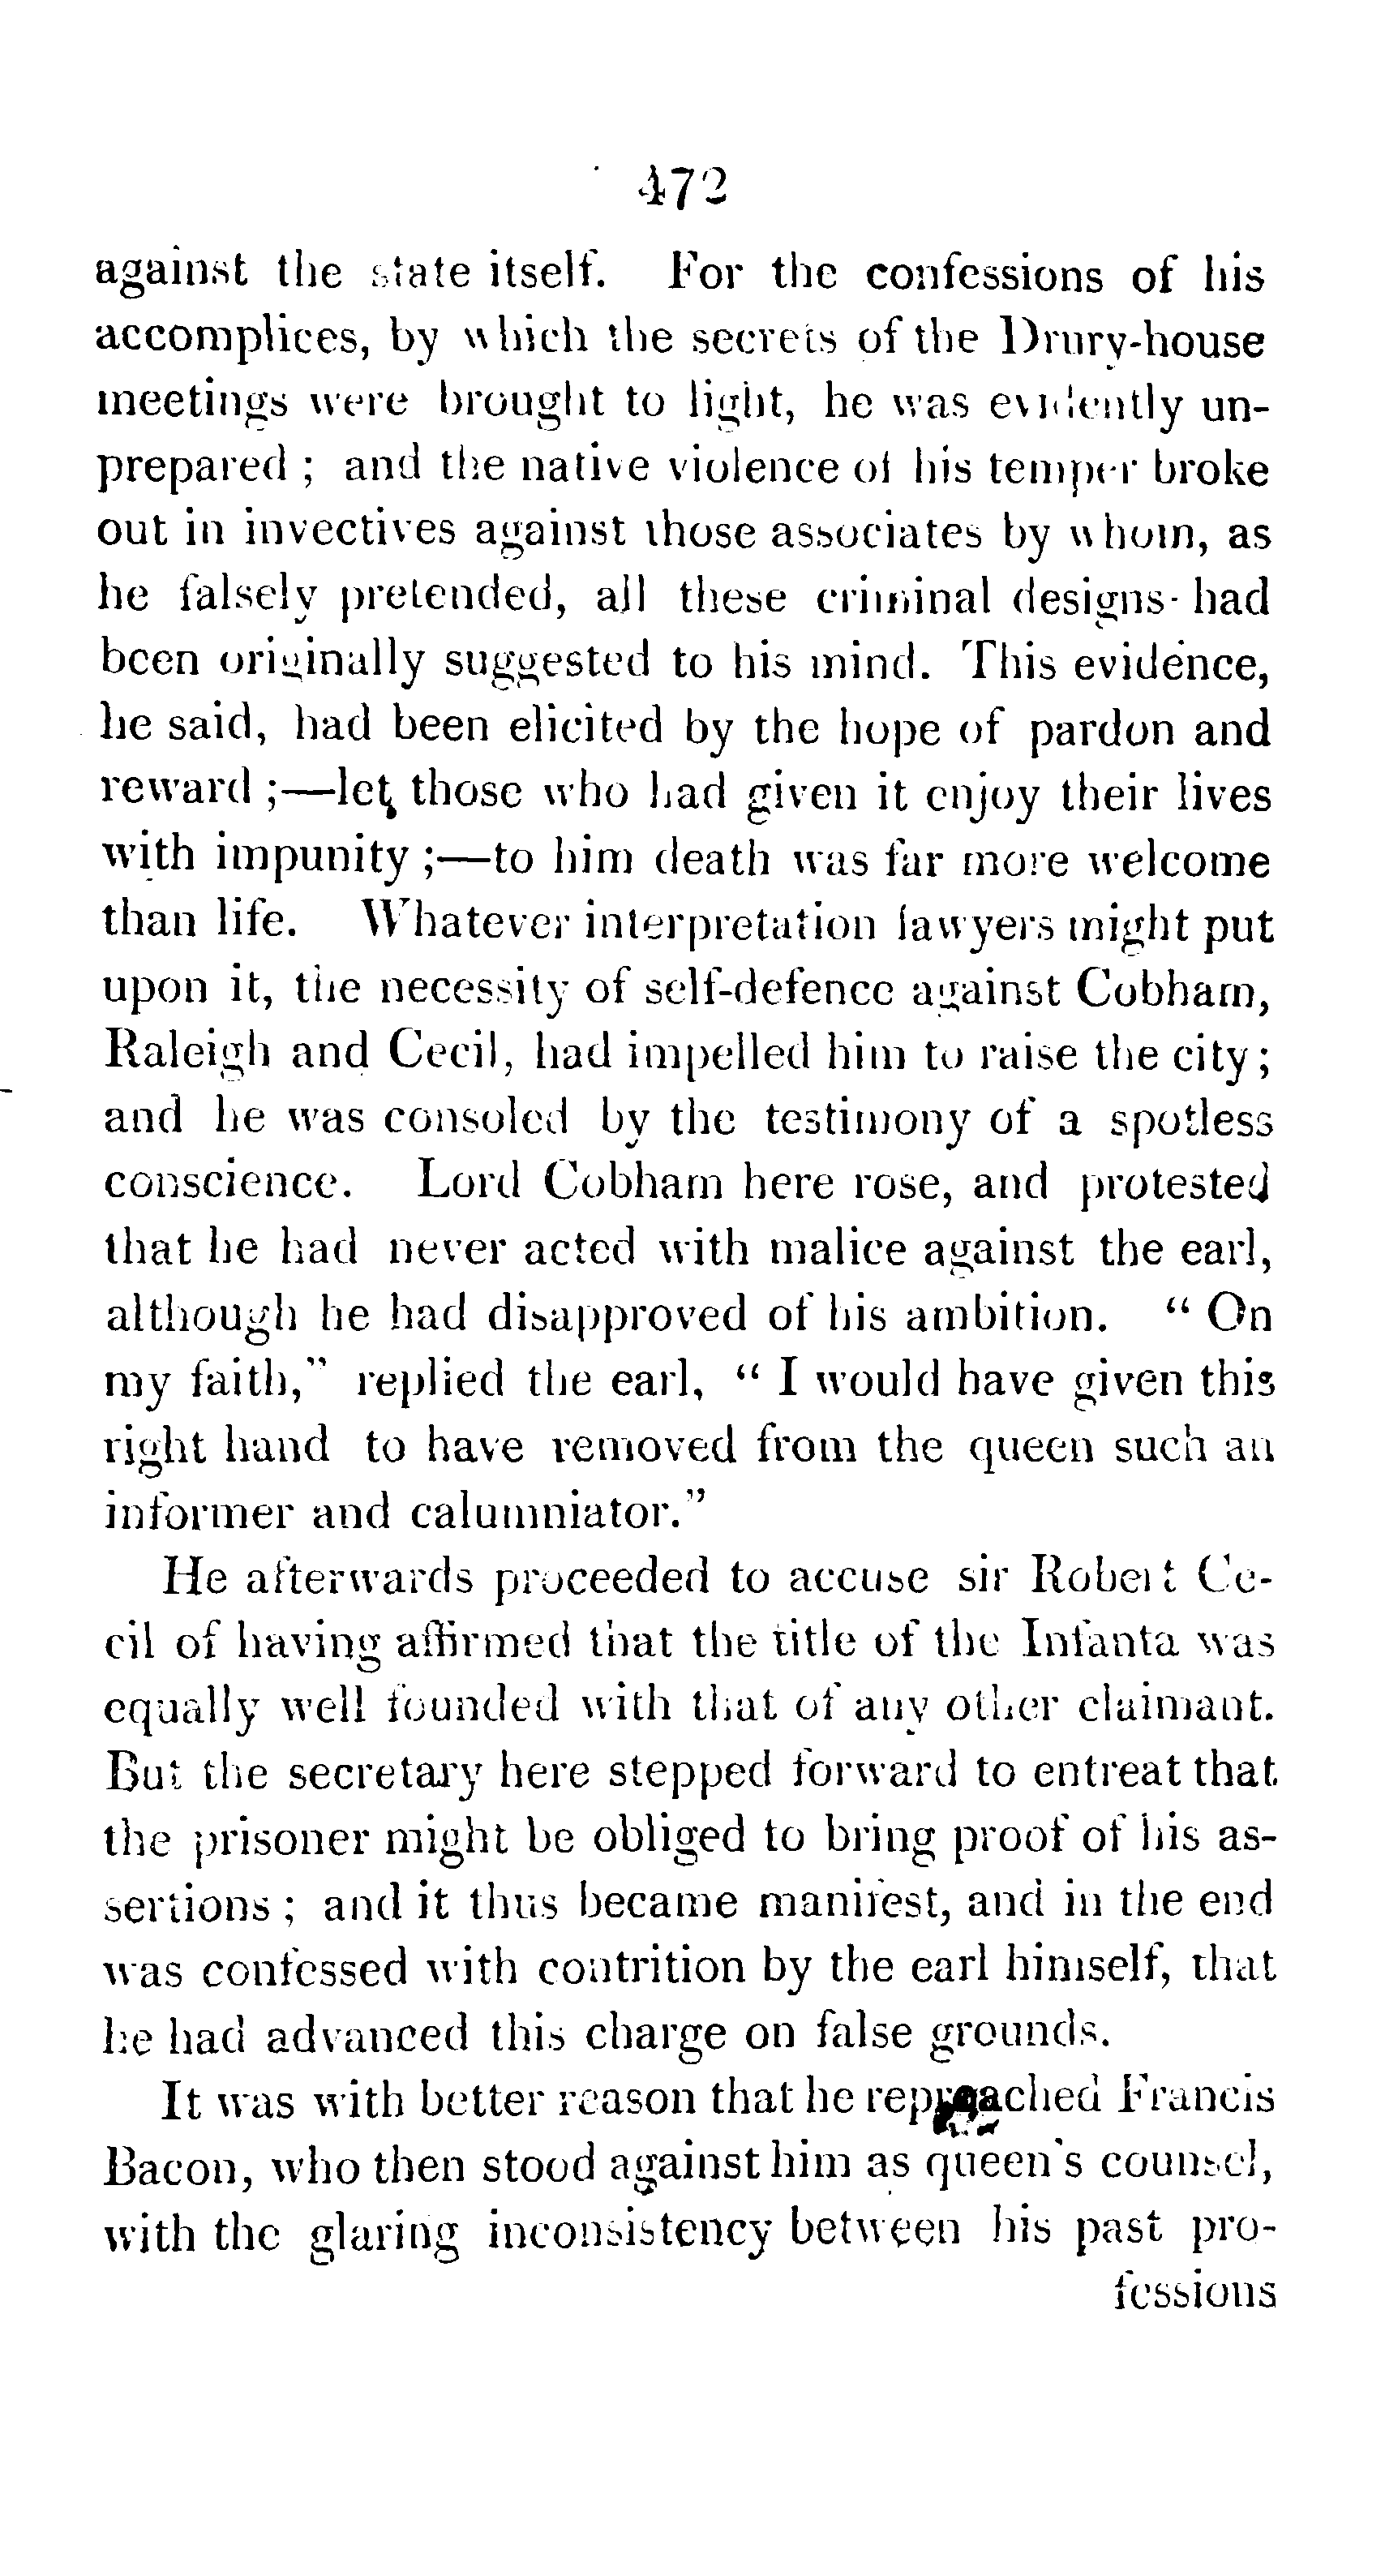 472
against the state itself. For the confessions of his
accomplices, by which the secrets of the Drury-house
meetings were brought to light, he was evidently un-
prepared ; and the native violence of his temper broke
out in invectives against those associates by whom, as
he falsely pretended, all these criminal designs had
been originally suggested to his mind. This evidence,
he said, had been elicited by the hope of pardon and
reward ;—let those who had given it enjoy their lives
with impunity ;—to him death was far more welcome
than life. Whatever interpretation lawyers might put
upon it, the necessity of self-defence against Cobham,
Raleigh and Cecil, had impelled him to raise the city ;
and he was consoled by the testimony of a spotless
conscience. Lord Cobham here rose, and protested
that he had never acted with malice against the earl,
although he had disapproved of his ambition. “ On
my faith,” replied the earl, “ I would have given this
right hand to have removed from the queen such an
informer and calumniator.”
He afterwards proceeded to accuse sir Robert Ce-
cil of having affirmed that the title of the Infanta was
equally well founded with that of any other claimant.
But the secretary here stepped forward to entreat that
the prisoner might be obliged to bring proof of his as-
sertions ; and it thus became manifest, and in the end
was confessed with contrition by the earl himself, that
he had advanced this charge on false grounds.
It was with better reason that he reproached Francis
Bacon, who then stood against him as queen's counsel,
with the glaring inconsistency between his past pro-
fessions